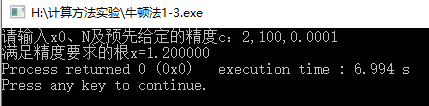 H:\计算方法实验\牛顿法1-3.exe
请输入x0、N及预先给定的精度c：2,100,0.0001
满足精度要求的根x=1.200000
Process returned 0 (0x0)   execution time : 6.994 s
Press any key to continue.